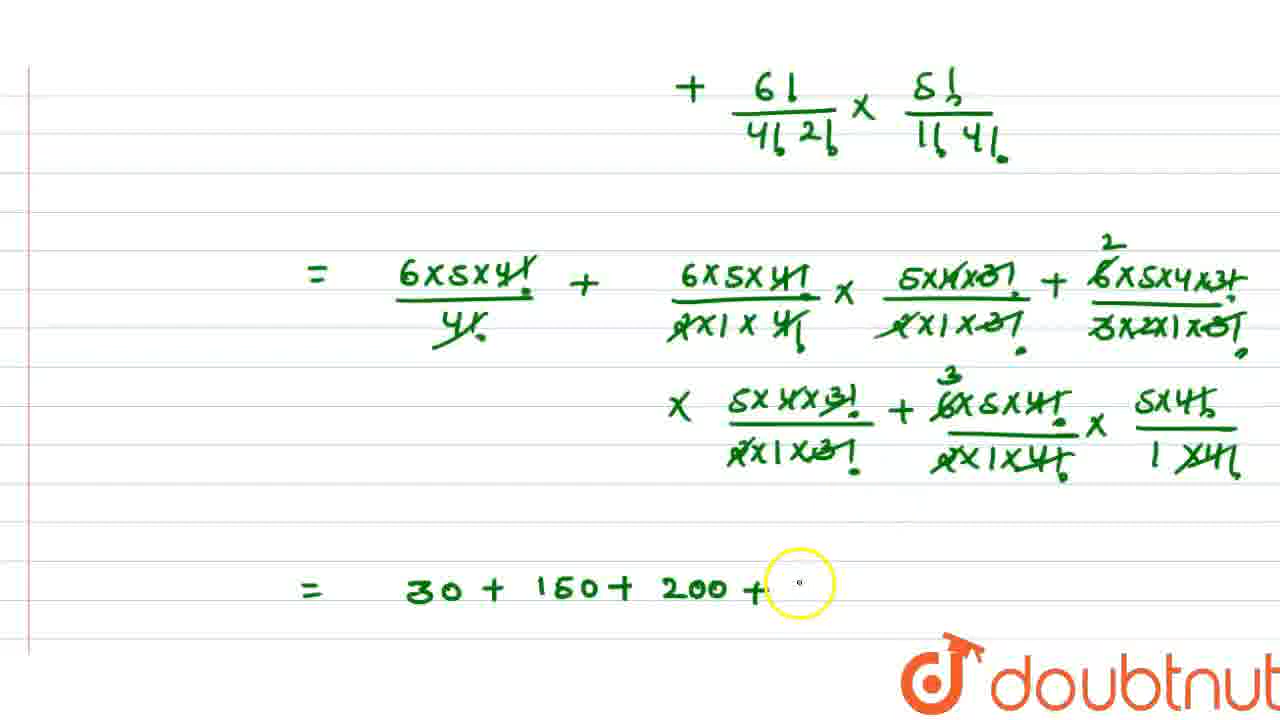 + 6!/4! 2! × 5!/1! 4!
= 6×5×4!/4! + 6×5×4!/2×1×4! × 5×4×3!/2×1×3! + 2 6×5×4×3!/3×2×1×3!
× 5×4×3!/2×1×3! + 3 6×5×4!/2×1×4! × 5×4!/1×4!
= 30 + 150 + 200 +
doubtnut